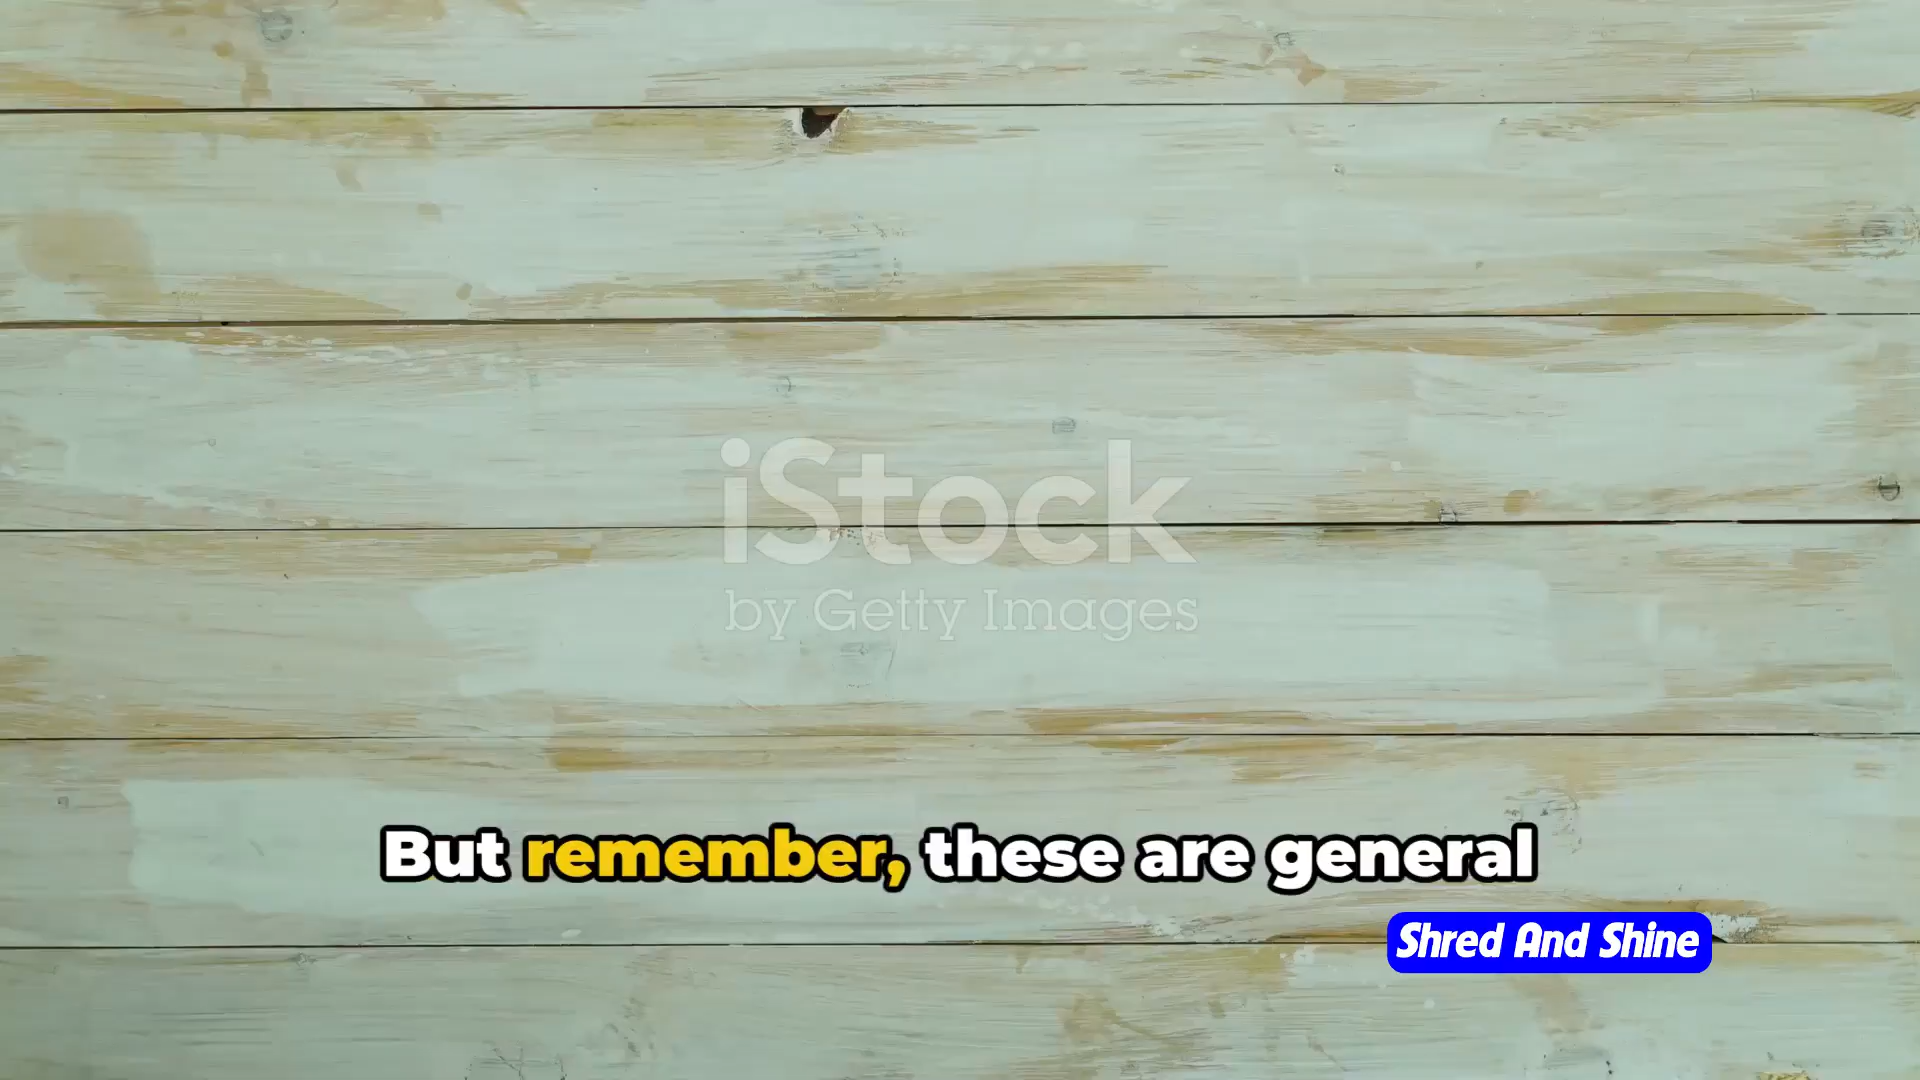 iStock
by Getty Images
But remember, these are general
Shred And Shine